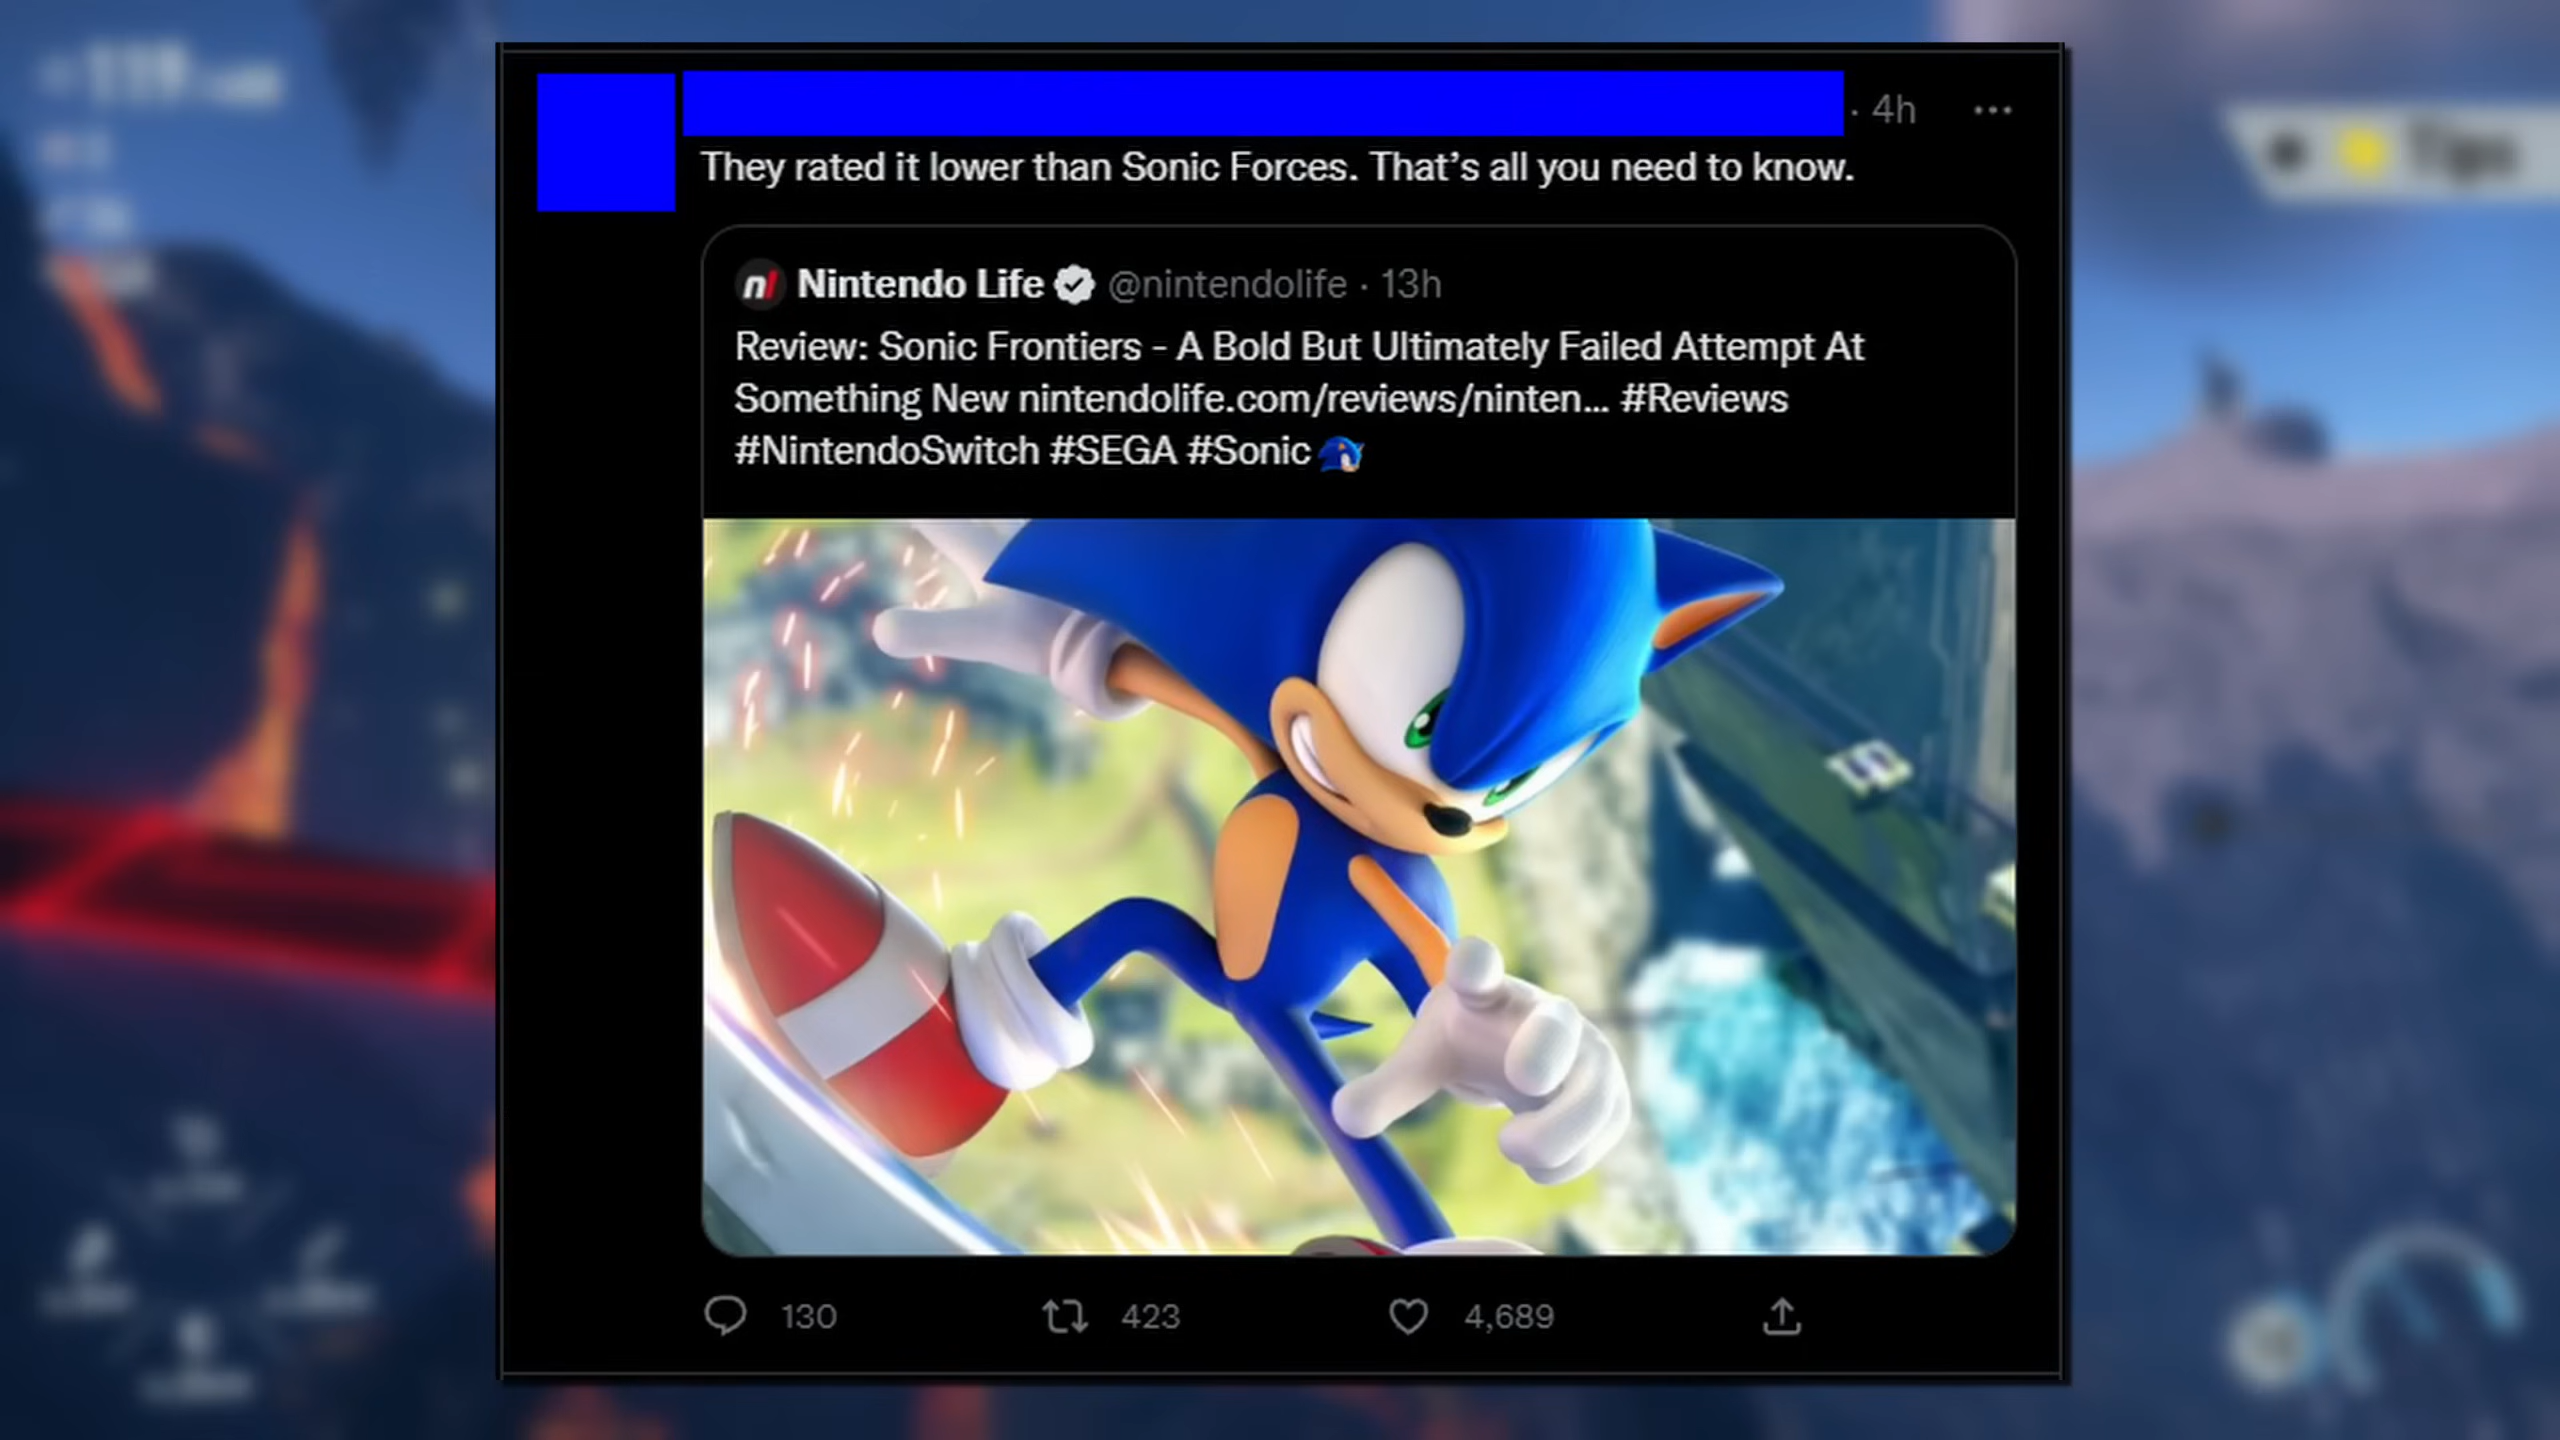 · 4h
They rated it lower than Sonic Forces. That’s all you need to know.
Nintendo Life @nintendolife · 13h
Review: Sonic Frontiers - A Bold But Ultimately Failed Attempt At
Something New nintendolife.com/reviews/ninten... #Reviews
#NintendoSwitch #SEGA #Sonic
130 423 4,689
Tips